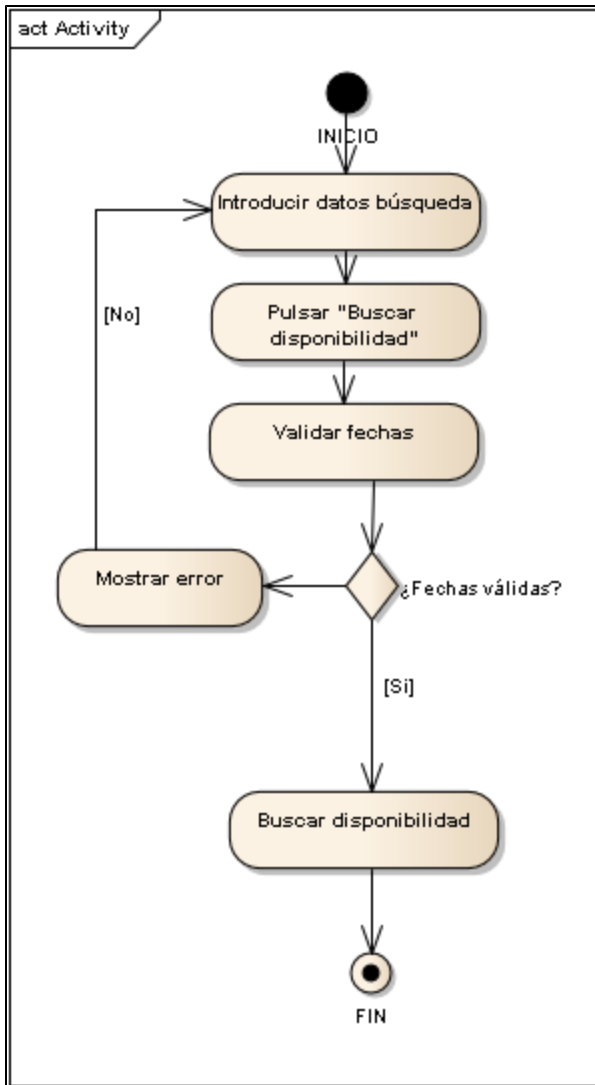 act Activity
INICIO
Introducir datos búsqueda
Pulsar "Buscar
disponibilidad"
[No]
Validar fechas
Mostrar error
¿Fechas válidas?
[Si]
Buscar disponibilidad
FIN